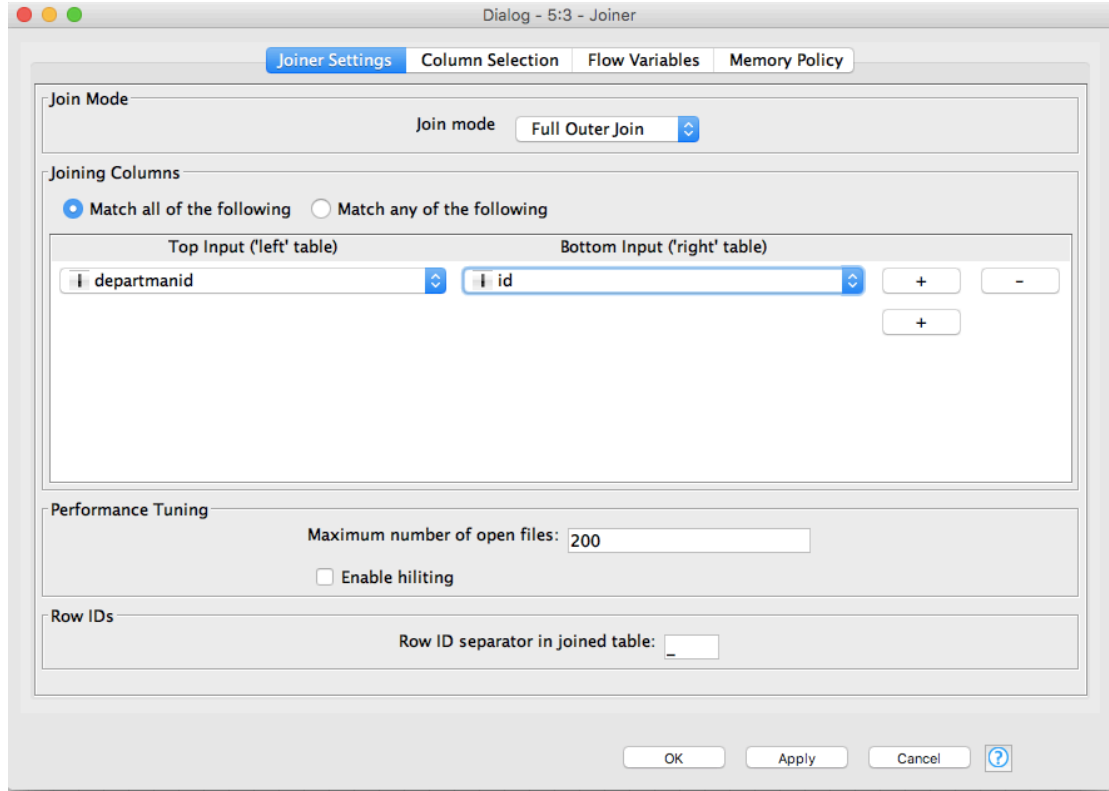 Dialog - 5:3 - Joiner
Joiner Settings Column Selection Flow Variables Memory Policy
Join Mode
Join mode Full Outer Join
Joining Columns
Match all of the following Match any of the following
Top Input ('left' table) Bottom Input ('right' table)
I departmanid I id + -
+
Performance Tuning
Maximum number of open files: 200
Enable hiliting
Row IDs
Row ID separator in joined table: _
OK Apply Cancel ?